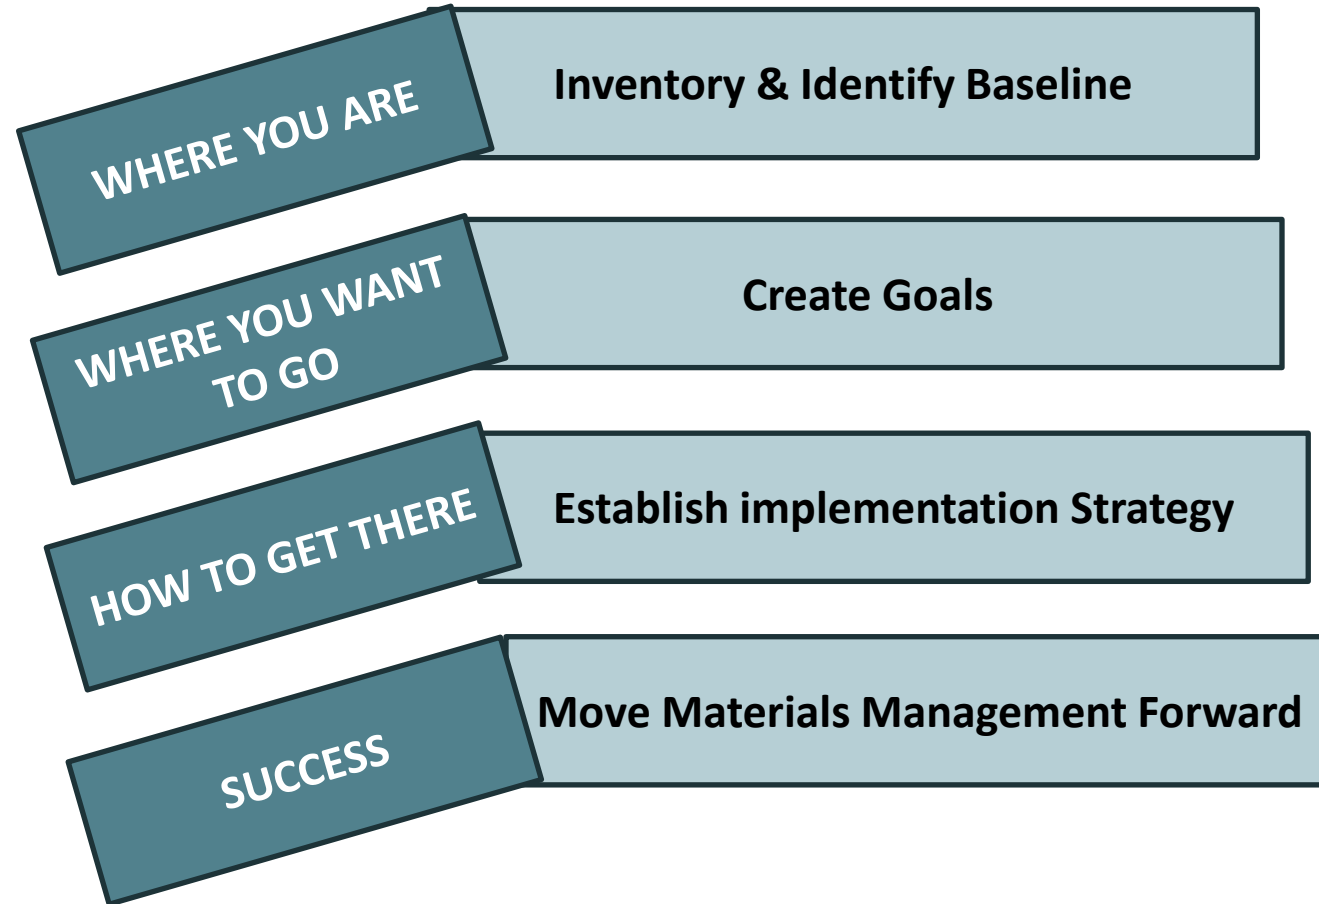 WHERE YOU ARE
Inventory & Identify Baseline
WHERE YOU WANT
TO GO
Create Goals
HOW TO GET THERE
Establish implementation Strategy
SUCCESS
Move Materials Management Forward